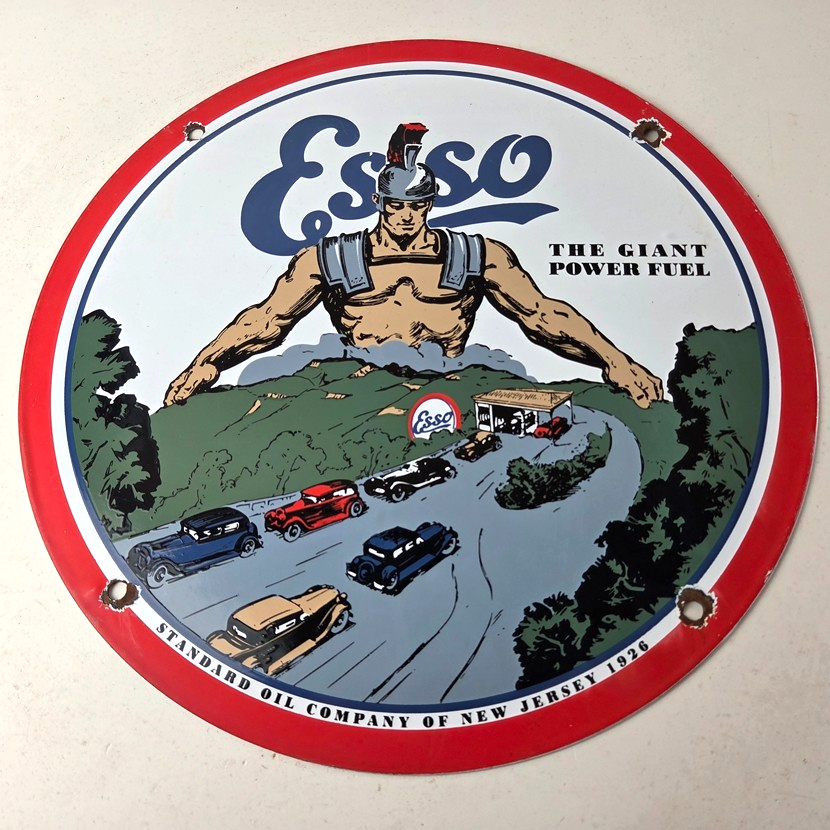 Esso
THE GIANT
POWER FUEL
Esso
STANDARD OIL COMPANY OF NEW JERSEY 1926